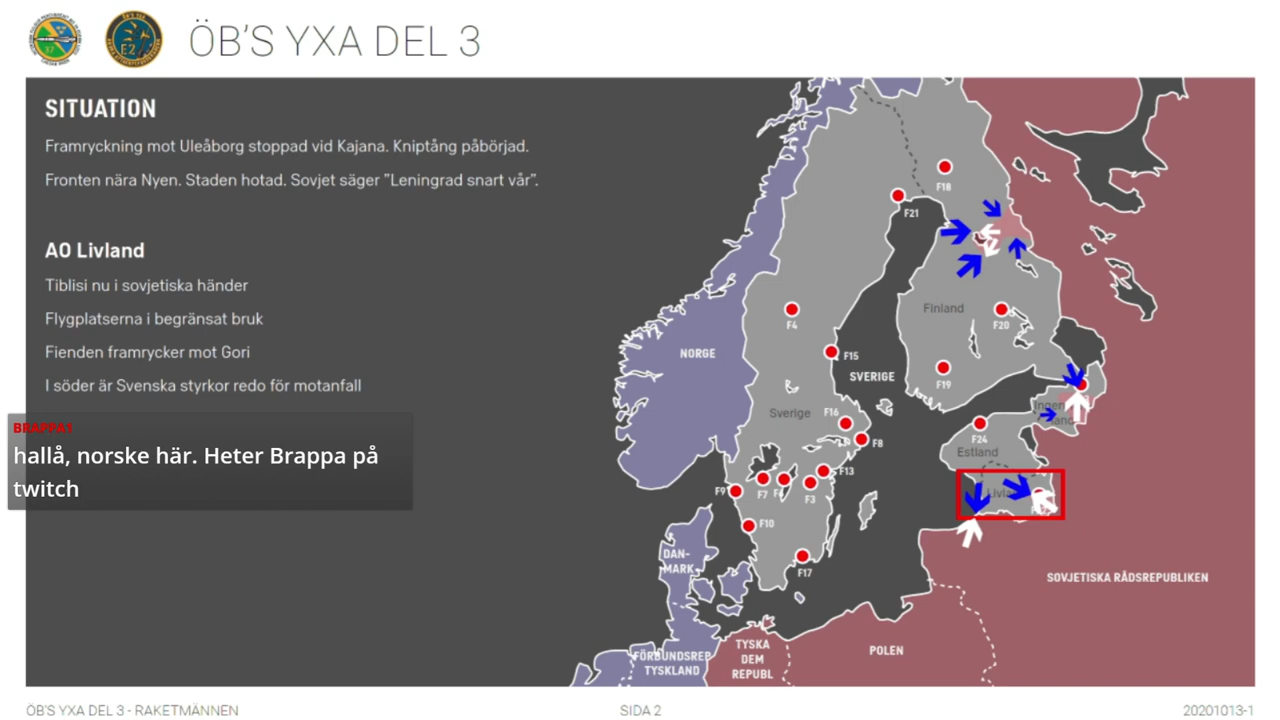 ÖB'S YXA DEL 3
SITUATION
Framryckning mot Uleåborg stoppad vid Kajana. Kniptång påbörjad.
Fronten nära Nyen. Staden hotad. Sovjet säger ”Leningrad snart vår”.
AO Livland
Tiblisi nu i sovjetiska händer
Flygplatserna i begränsat bruk
Fienden framrycker mot Gori
I söder är Svenska styrkor redo för motanfall
BRAPPA1
hallå, norske här. Heter Brappa på
twitch
F18
F21
Finland
F4
F20
F15
NORGE
SVERIGE
F19
Sverige
F16
F8
F24
Estland
F13
F9
F7
F3
F10
DAN-
MARK
F17
SOVJETISKA RÅDSREPUBLIKEN
FÖRBUNDSREP
TYSKLAND
TYSKA
DEM
REPUBL
POLEN
ÖB'S YXA DEL 3 - RAKETMÄNNEN
SIDA 2
20201013-1